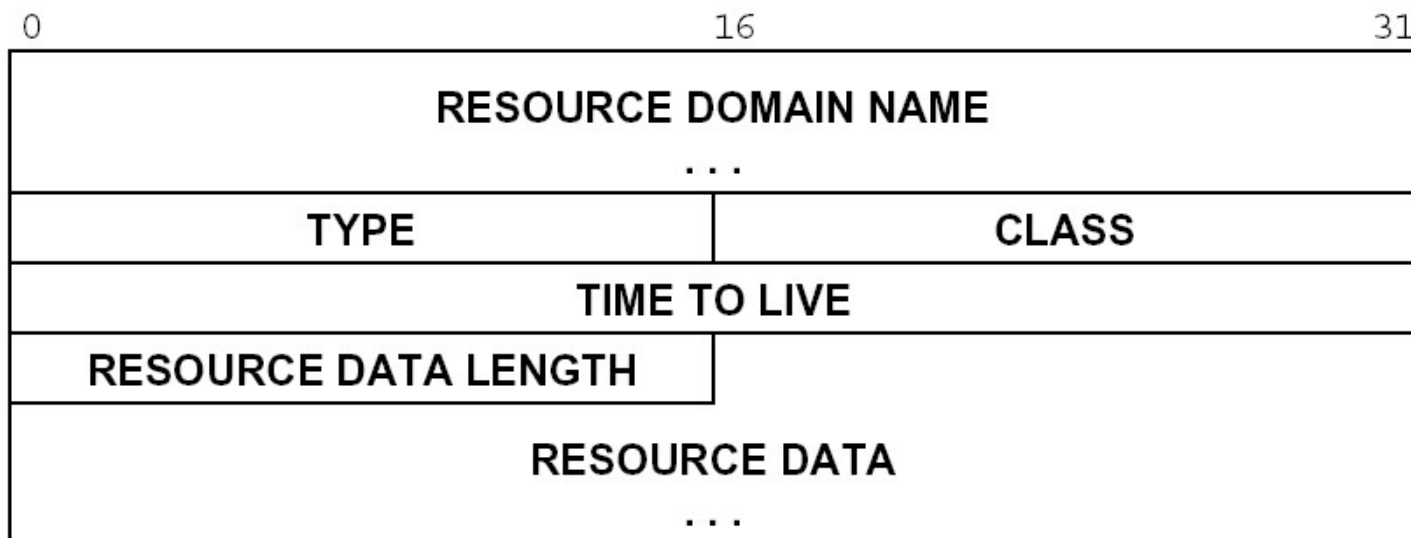 0 16 31
RESOURCE DOMAIN NAME
. . .
TYPE CLASS
TIME TO LIVE
RESOURCE DATA LENGTH
RESOURCE DATA
. . .